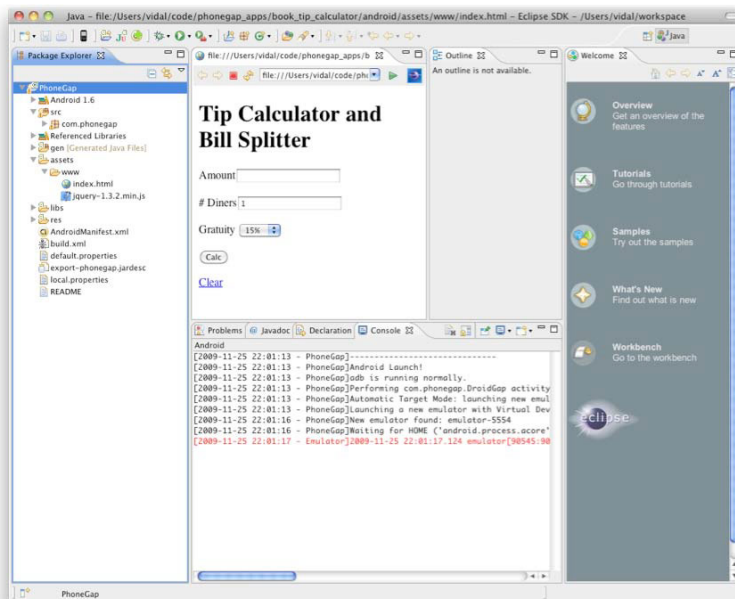 Java – file:/Users/vidal/code/phonegap_apps/book_tip_calculator/android/assets/www/index.html – Eclipse SDK – /Users/vidal/workspace
Java
Package Explorer
PhoneGap
Android 1.6
src
com.phonegap
Referenced Libraries
gen [Generated Java Files]
assets
www
index.html
jquery-1.3.2.min.js
libs
res
AndroidManifest.xml
build.xml
default.properties
export-phonegap.jardesc
local.properties
README
file:///Users/vidal/code/phonegap_apps/b
file:///Users/vidal/code/pho
Tip Calculator and
Bill Splitter
Amount
# Diners 1
Gratuity 15%
Calc
Clear
Outline
An outline is not available.
Welcome
Overview
Get an overview of the
features
Tutorials
Go through tutorials
Samples
Try out the samples
What's New
Find out what is new
Workbench
Go to the workbench
eclipse
Problems @ Javadoc Declaration Console
Android
[2009-11-25 22:01:13 - PhoneGap]------------------------------
[2009-11-25 22:01:13 - PhoneGap]Android Launch!
[2009-11-25 22:01:13 - PhoneGap]adb is running normally.
[2009-11-25 22:01:13 - PhoneGap]Performing com.phonegap.DroidGap activity
[2009-11-25 22:01:13 - PhoneGap]Automatic Target Mode: launching new emul
[2009-11-25 22:01:13 - PhoneGap]Launching a new emulator with Virtual Dev
[2009-11-25 22:01:16 - PhoneGap]New emulator found: emulator-5554
[2009-11-25 22:01:16 - PhoneGap]Waiting for HOME ('android.process.acore'
[2009-11-25 22:01:17 - Emulator]2009-11-25 22:01:17.124 emulator[90545:90
PhoneGap